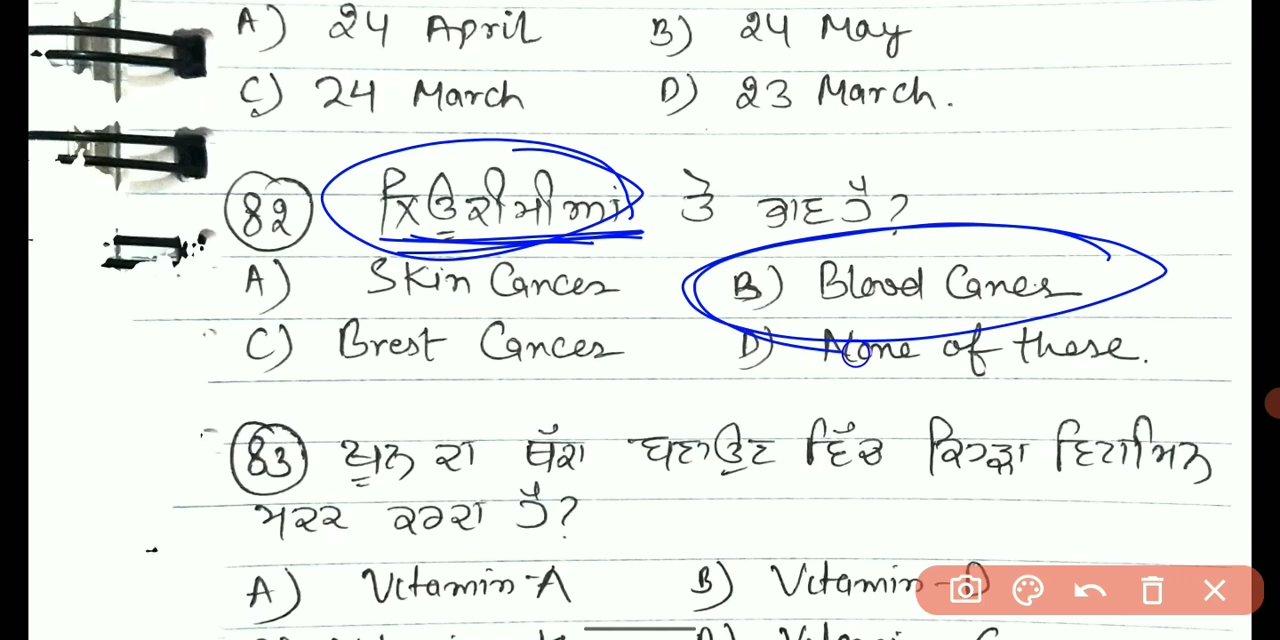 A) 24 April B) 24 May
C) 24 March D) 23 March.
82 ਲਿਊਕੀਮੀਆ ਤੋਂ ਭਾਵ ਹੈ?
A) Skin Cancer B) Blood Cancer
C) Brest Cancer D) None of these.
83 ਖੂਨ ਦਾ ਥੱਕਾ ਬਣਾਉਣ ਵਿੱਚ ਕਿਹੜਾ ਵਿਟਾਮਿਨ
ਮਦਦ ਕਰਦਾ ਹੈ?
A) Vitamin-A B) Vitamin-D